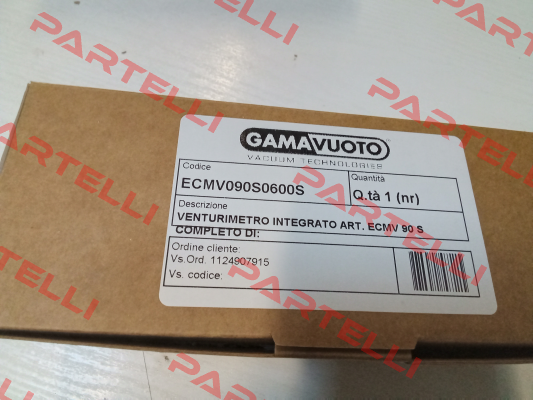 PARTELLI
GAMAVUOTO
VACUUM TECHNOLOGIES
Codice
ECMV090S0600S
Quantità
Q.tà 1 (nr)
Descrizione
VENTURIMETRO INTEGRATO ART. ECMV 90 S
COMPLETO DI:
Ordine cliente:
Vs.Ord. 1124907915
Vs. codice:
PARTELLI
PARTELLI
PARTELLI
PARTELLI
PARTELLI